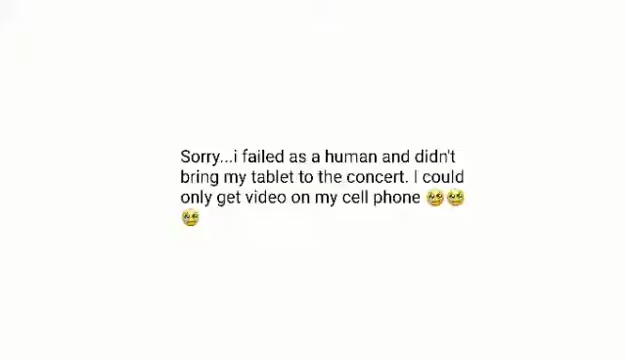 Sorry...i failed as a human and didn't
bring my tablet to the concert. I could
only get video on my cell phone 🥹🥹
🥹